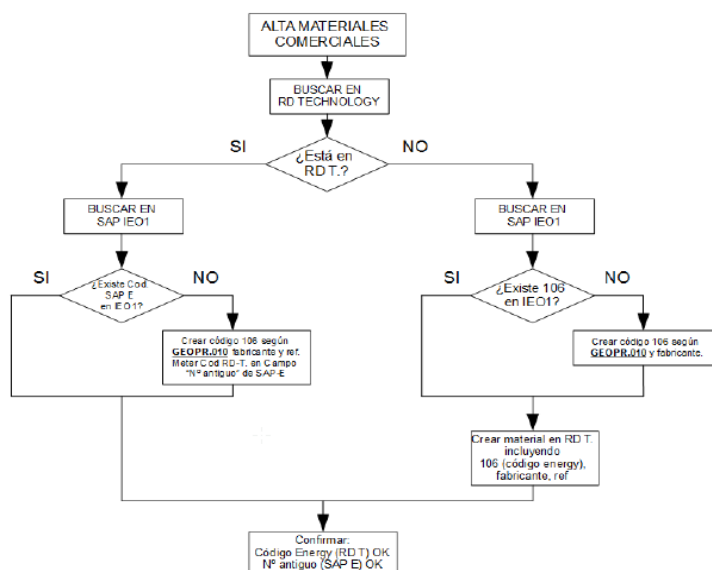 ALTA MATERIALES
COMERCIALES
BUSCAR EN
RD TECHNOLOGY
SI
NO
¿Está en
RD T.?
BUSCAR EN
SAP IEO1
BUSCAR EN
SAP IEO1
SI
NO
¿Existe Cod.
SAP E
en IEO1?
SI
NO
¿Existe 106
en IEO1?
Crear código 106 según
GEOPR.010 fabricante y ref.
Meter Cod RD-T. en Campo
"Nº antiguo" de SAP-E
Crear código 106 según
GEOPR.010 y fabricante.
Crear material en RD T.
incluyendo
106 (código energy),
fabricante, ref
Confirmar:
Código Energy (RD T) OK
Nº antiguo (SAP E) OK